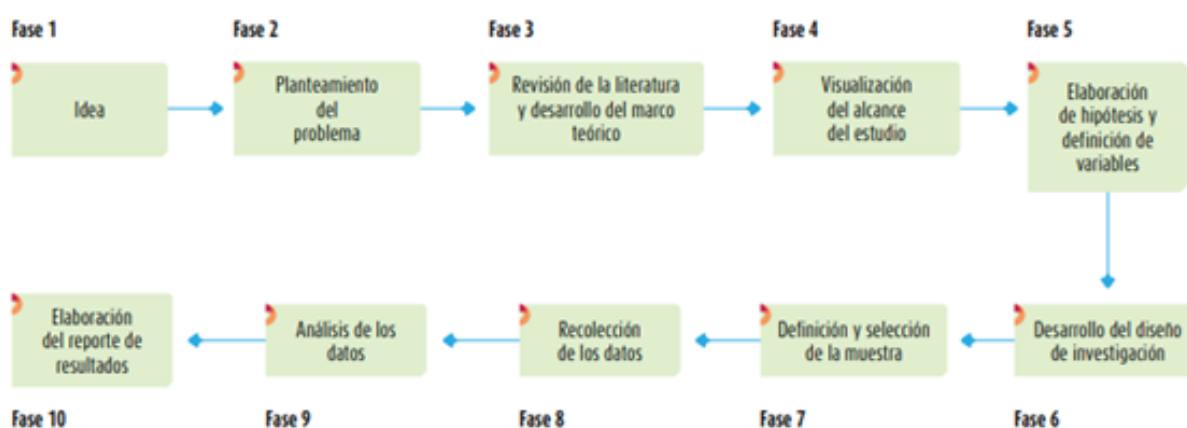 Fase 1
Fase 2
Fase 3
Fase 4
Fase 5
Idea
Planteamiento
del
problema
Revisión de la literatura
y desarrollo del marco
teórico
Visualización
del alcance
del estudio
Elaboración
de hipótesis y
definición de
variables
Desarrollo del diseño
de investigación
Definición y selección
de la muestra
Recolección
de los datos
Análisis de los
datos
Elaboración
del reporte de
resultados
Fase 10
Fase 9
Fase 8
Fase 7
Fase 6